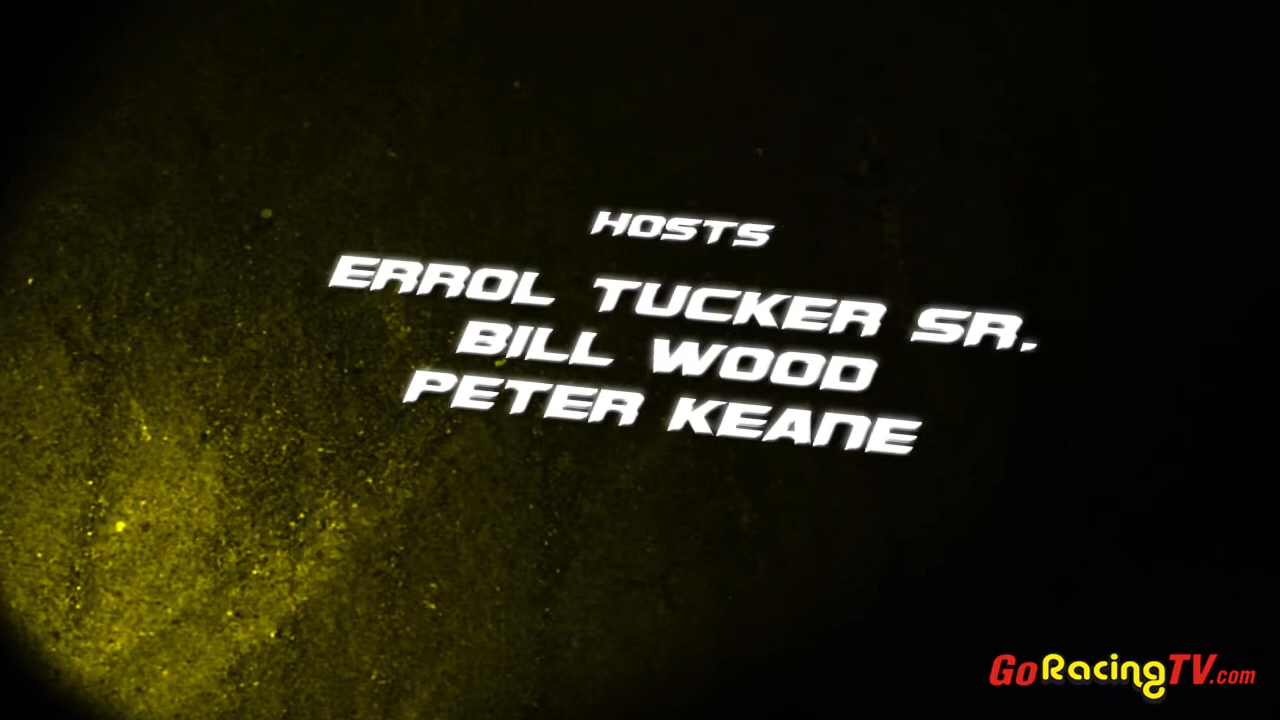 HOSTS
ERROL TUCKER SR.
BILL WOOD
PETER KEANE
GoRacingTV.com